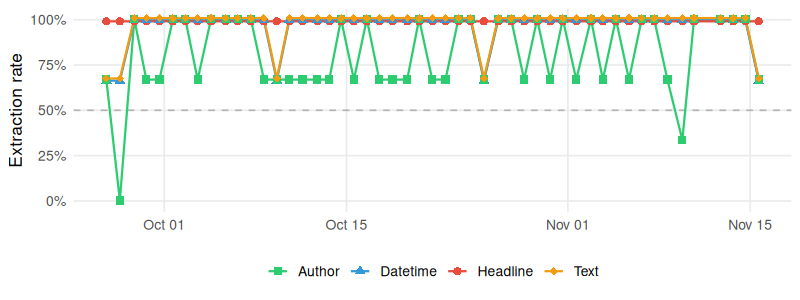 Extraction rate
100%
75%
50%
25%
0%
Oct 01
Oct 15
Nov 01
Nov 15
Author
Datetime
Headline
Text